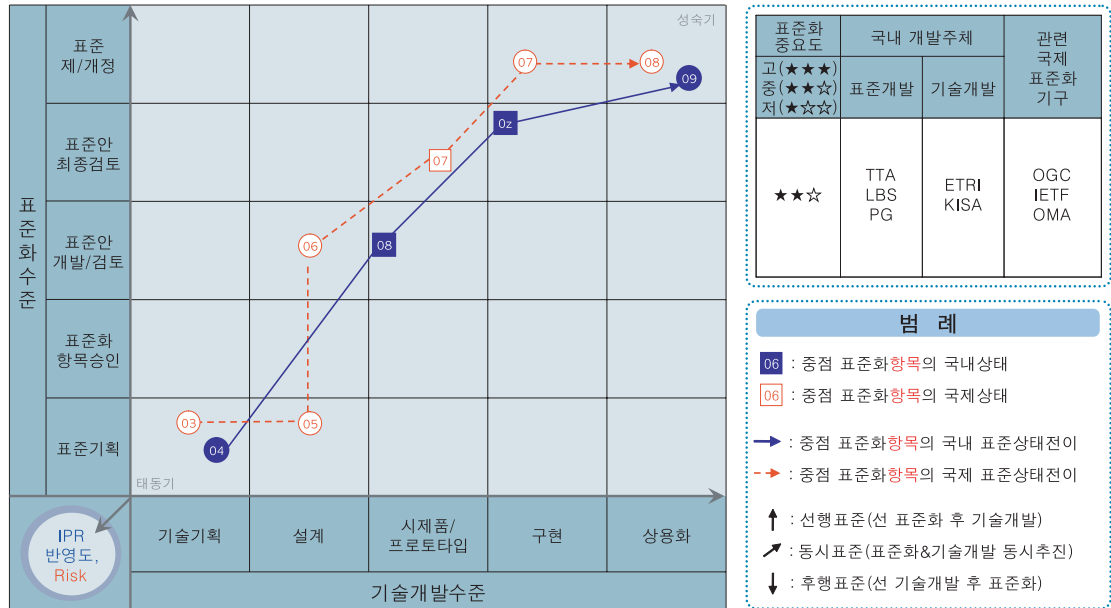 성숙기
표준
제/개정
표준안
최종검토
표준안
개발/검토
표준화
항목승인
표준기획
표준화수준
07
08
09
0z
07
06
08
03
05
04
태동기
IPR
반영도,
Risk
기술기획
설계
시제품/
프로토타입
구현
상용화
기술개발수준
표준화
중요도
고(★★★)
중(★★☆)
저(★☆☆)
국내 개발주체
표준개발
기술개발
관련
국제
표준화
기구
★★☆
TTA
LBS
PG
ETRI
KISA
OGC
IETF
OMA
범 례
06 : 중점 표준화항목의 국내상태
06 : 중점 표준화항목의 국제상태
: 중점 표준화항목의 국내 표준상태전이
: 중점 표준화항목의 국제 표준상태전이
: 선행표준(선 표준화 후 기술개발)
: 동시표준(표준화&기술개발 동시추진)
: 후행표준(선 기술개발 후 표준화)